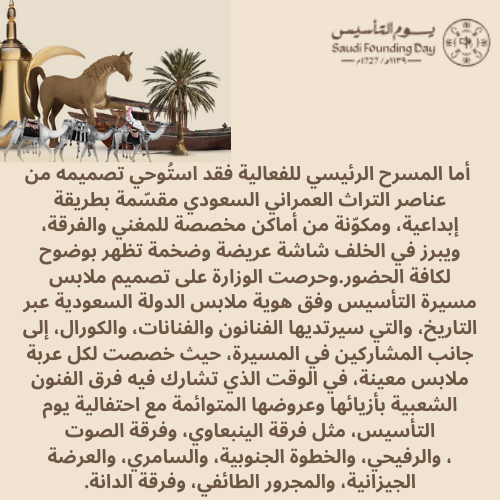 يـوم التأسيس
Saudi Founding Day
١١٣٩هـ / 1727م
أما المسرح الرئيسي للفعالية فقد استُوحي تصميمه من
عناصر التراث العمراني السعودي مقسّمة بطريقة
إبداعية، ومكوّنة من أماكن مخصصة للمغني والفرقة،
ويبرز في الخلف شاشة عريضة وضخمة تظهر بوضوح
لكافة الحضور.وحرصت الوزارة على تصميم ملابس
مسيرة التأسيس وفق هوية ملابس الدولة السعودية عبر
التاريخ، والتي سيرتديها الفنانون والفنانات، والكورال، إلى
جانب المشاركين في المسيرة، حيث خصصت لكل عربة
ملابس معينة، في الوقت الذي تشارك فيه فرق الفنون
الشعبية بأزيائها وعروضها المتوائمة مع احتفالية يوم
التأسيس، مثل فرقة الينبعاوي، وفرقة الصوت
، والرفيحي، والخطوة الجنوبية، والسامري، والعرضة
الجيزانية، والمجرور الطائفي، وفرقة الدانة.